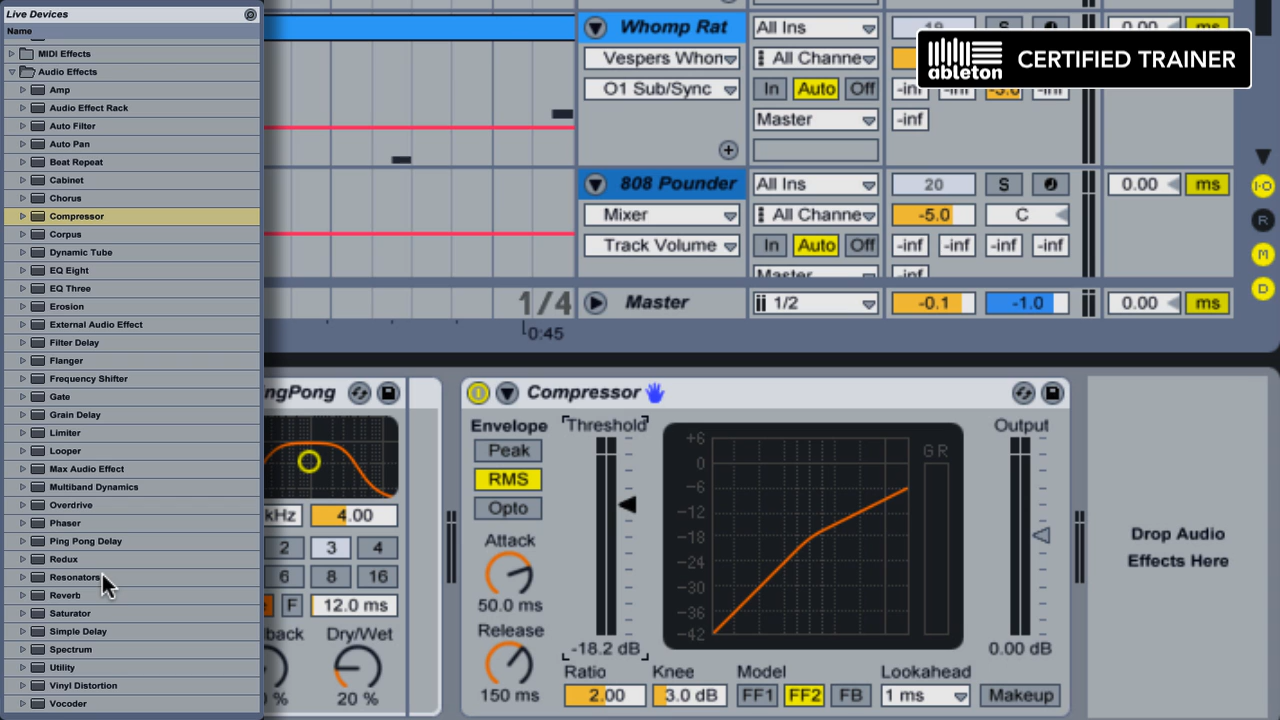 Live Devices
Name
MIDI Effects
Audio Effects
Amp
Audio Effect Rack
Auto Filter
Auto Pan
Beat Repeat
Cabinet
Chorus
Compressor
Corpus
Dynamic Tube
EQ Eight
EQ Three
Erosion
External Audio Effect
Filter Delay
Flanger
Frequency Shifter
Gate
Grain Delay
Limiter
Looper
Max Audio Effect
Multiband Dynamics
Overdrive
Phaser
Ping Pong Delay
Redux
Resonators
Reverb
Saturator
Simple Delay
Spectrum
Utility
Vinyl Distortion
Vocoder
Whomp Rat All Ins 19 S 0.00 ms
Vespers Whon All Channe
O1 Sub/Sync In Auto Off -inf -inf -3.0 -inf
Master -inf
Ableton CERTIFIED TRAINER
808 Pounder All Ins 20 S 0.00 ms
Mixer All Channe -5.0 C
Track Volume In Auto Off -inf -inf -inf -inf
Master -inf
1/4 Master 1/2 -0.1 -1.0 0.00 ms
0:45
I·O
R
M
D
ngPong
kHz 4.00
2 3 4
6 8 16
F 12.0 ms
back Dry/Wet
% 20 %
Compressor
Envelope
Peak
RMS
Opto
Attack
50.0 ms
Release
150 ms
Threshold
-18.2 dB
Ratio Knee Model Lookahead
2.00 3.0 dB FF1 FF2 FB 1 ms Makeup
+6
0
-6
-12
-18
-24
-30
-36
-42
GR
Output
0.00 dB
Drop Audio
Effects Here